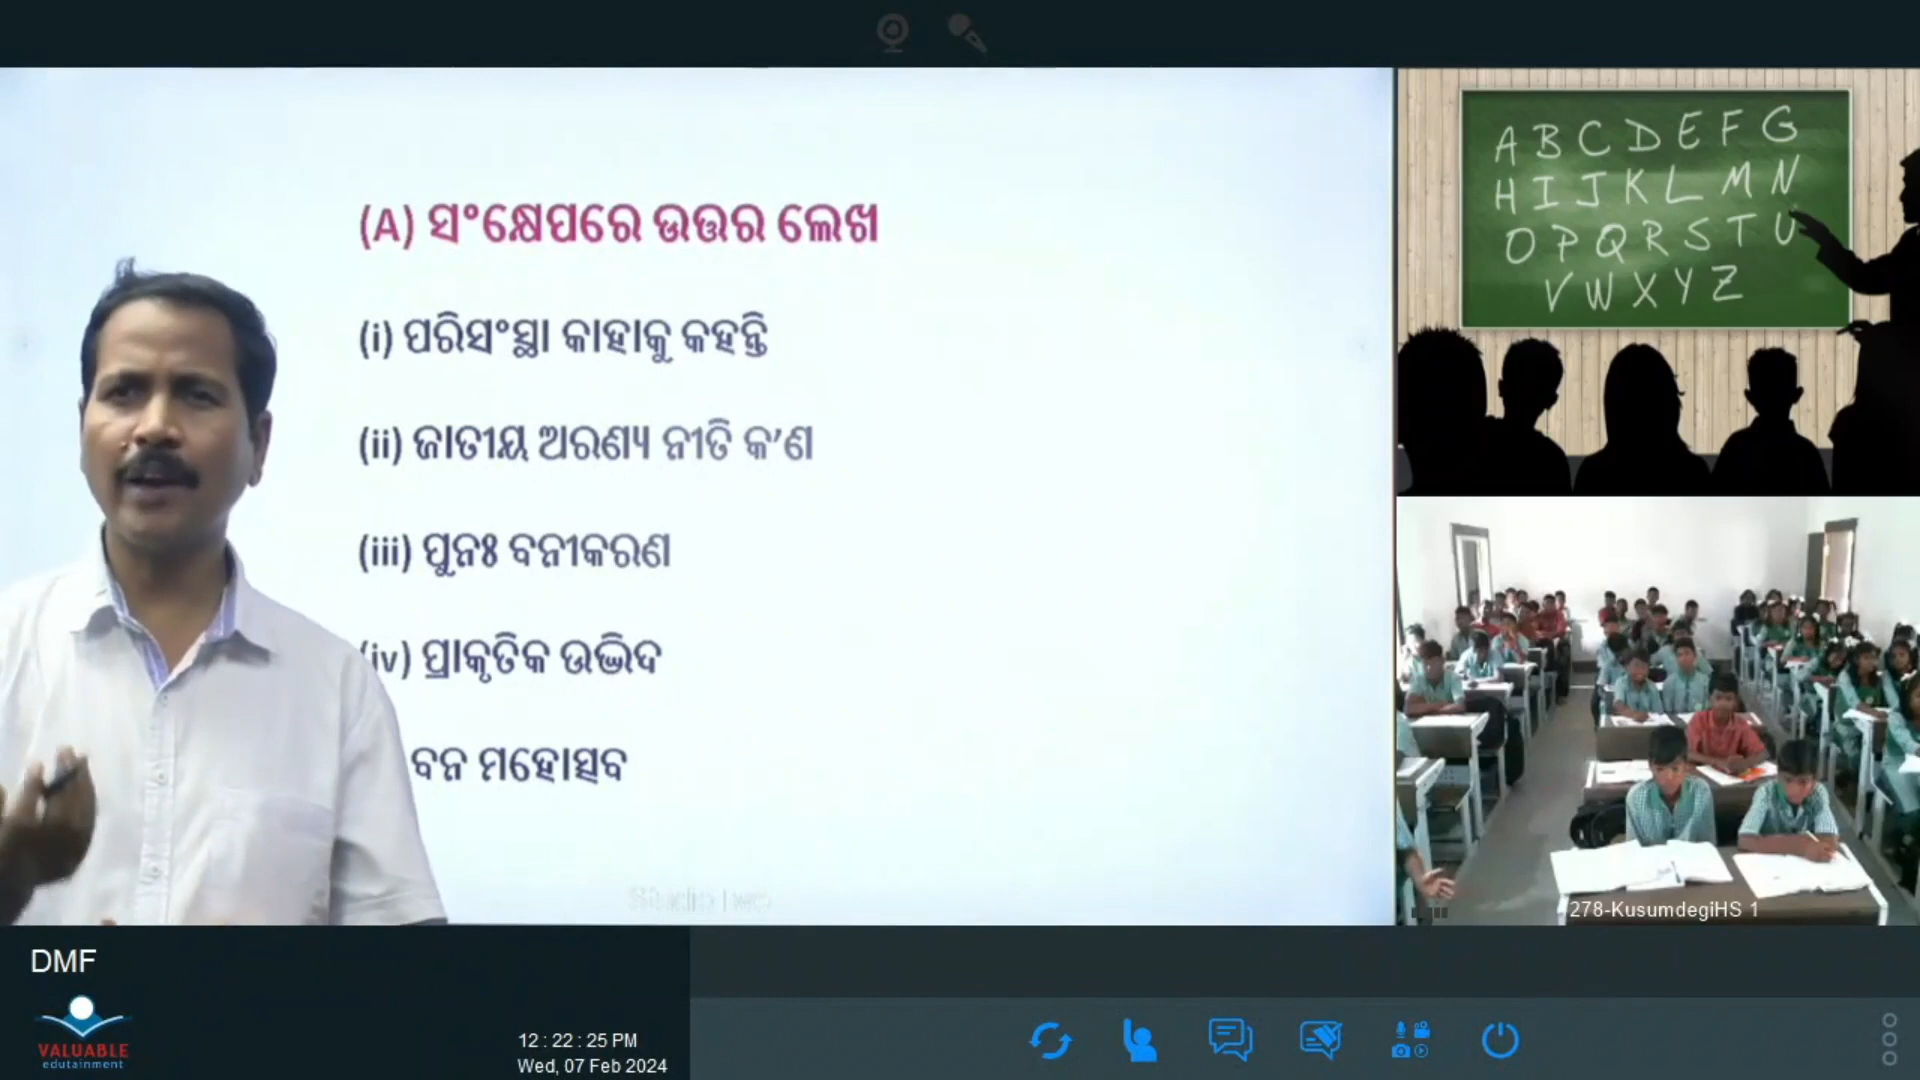 (A) ସଂକ୍ଷେପରେ ଉତ୍ତର ଲେଖ
(i) ପରିସଂସ୍ଥା କାହାକୁ କହନ୍ତି
(ii) ଜାତୀୟ ଅରଣ୍ୟ ନୀତି କ'ଣ
(iii) ପୁନଃ ବନୀକରଣ
iv) ପ୍ରାକୃତିକ ଉଦ୍ଭିଦ
ବନ ମହୋତ୍ସବ
A B C D E F G
H I J K L M N
O P Q R S T U
V W X Y Z
278-KusumdegiHS 1
DMF
VALUABLE
edutainment
12 : 22 : 25 PM
Wed, 07 Feb 2024